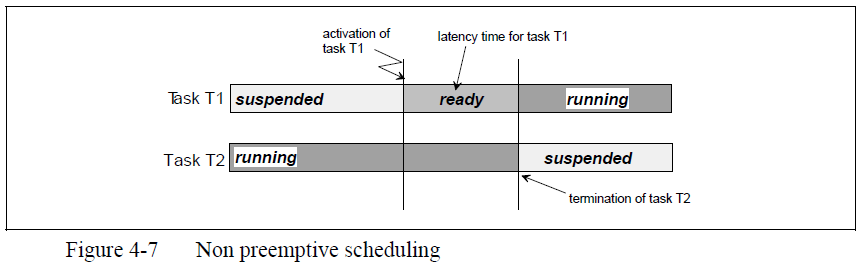 activation of
task T1
latency time for task T1
Task T1
suspended
ready
running
Task T2
running
suspended
termination of task T2
Figure 4-7 Non preemptive scheduling